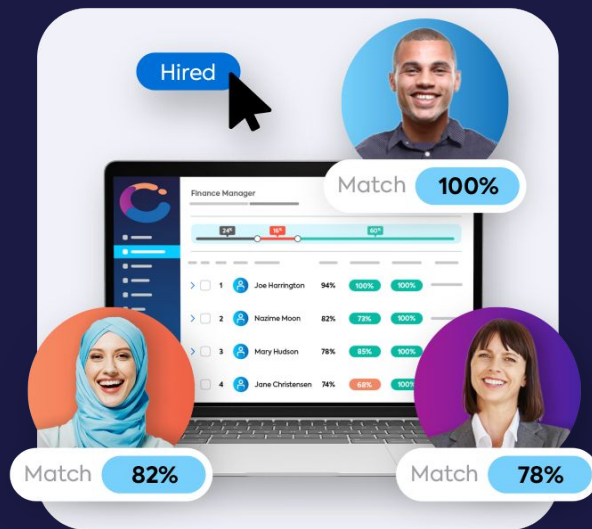 Hired
Match 100%
Finance Manager
24% 16% 60%
1 Joe Harrington 94% 100% 100%
2 Nazime Moon 82% 73% 100%
3 Mary Hudson 78% 85% 100%
4 Jane Christensen 74% 68% 100%
Match 82%
Match 78%